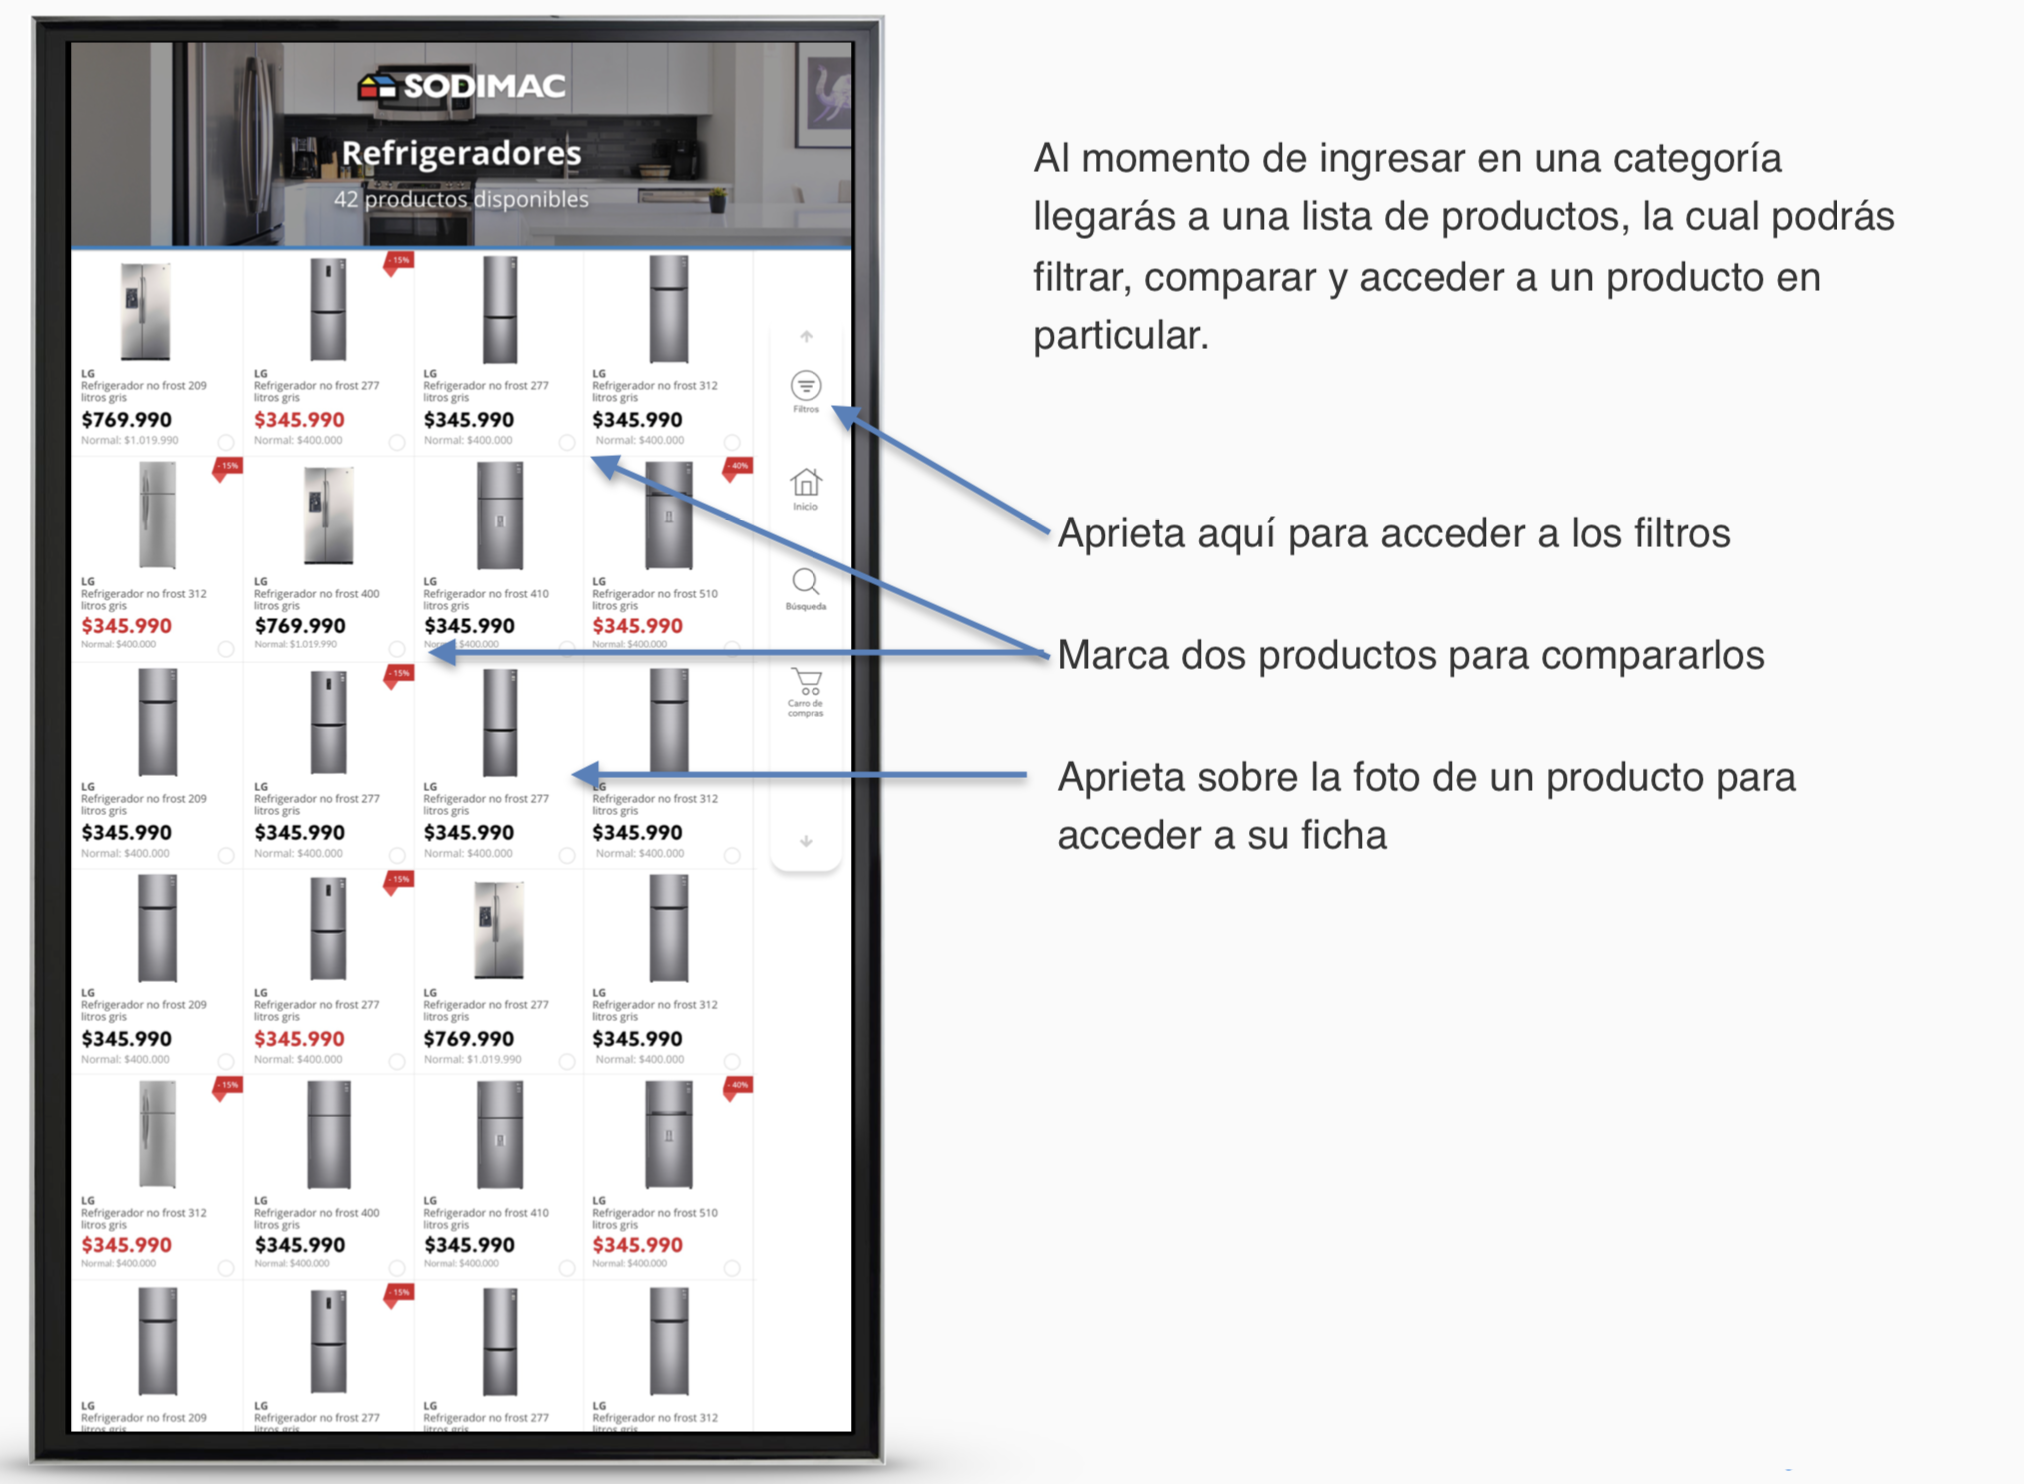 SODIMAC
Refrigeradores
42 productos disponibles
- 15%
LG
Refrigerador no frost 209
litros gris
$769.990
Normal: $1.019.990
LG
Refrigerador no frost 277
litros gris
$345.990
Normal: $400.000
LG
Refrigerador no frost 277
litros gris
$345.990
Normal: $400.000
LG
Refrigerador no frost 312
litros gris
$345.990
Normal: $400.000
- 15%
- 40%
LG
Refrigerador no frost 312
litros gris
$345.990
Normal: $400.000
LG
Refrigerador no frost 400
litros gris
$769.990
Normal: $1.019.990
LG
Refrigerador no frost 410
litros gris
$345.990
Normal: $400.000
LG
Refrigerador no frost 510
litros gris
$345.990
Normal: $400.000
- 15%
LG
Refrigerador no frost 209
litros gris
$345.990
Normal: $400.000
LG
Refrigerador no frost 277
litros gris
$345.990
Normal: $400.000
LG
Refrigerador no frost 277
litros gris
$345.990
Normal: $400.000
LG
Refrigerador no frost 312
litros gris
$345.990
Normal: $400.000
- 15%
LG
Refrigerador no frost 209
litros gris
$345.990
Normal: $400.000
LG
Refrigerador no frost 277
litros gris
$345.990
Normal: $400.000
LG
Refrigerador no frost 277
litros gris
$769.990
Normal: $1.019.990
LG
Refrigerador no frost 312
litros gris
$345.990
Normal: $400.000
- 15%
- 40%
LG
Refrigerador no frost 312
litros gris
$345.990
Normal: $400.000
LG
Refrigerador no frost 400
litros gris
$345.990
Normal: $400.000
LG
Refrigerador no frost 410
litros gris
$345.990
Normal: $400.000
LG
Refrigerador no frost 510
litros gris
$345.990
Normal: $400.000
- 15%
LG
Refrigerador no frost 209
litros gris
LG
Refrigerador no frost 277
litros gris
LG
Refrigerador no frost 277
litros gris
LG
Refrigerador no frost 312
litros gris
Filtros
Inicio
Búsqueda
Carro de
compras
Al momento de ingresar en una categoría
llegarás a una lista de productos, la cual podrás
filtrar, comparar y acceder a un producto en
particular.
Aprieta aquí para acceder a los filtros
Marca dos productos para compararlos
Aprieta sobre la foto de un producto para
acceder a su ficha